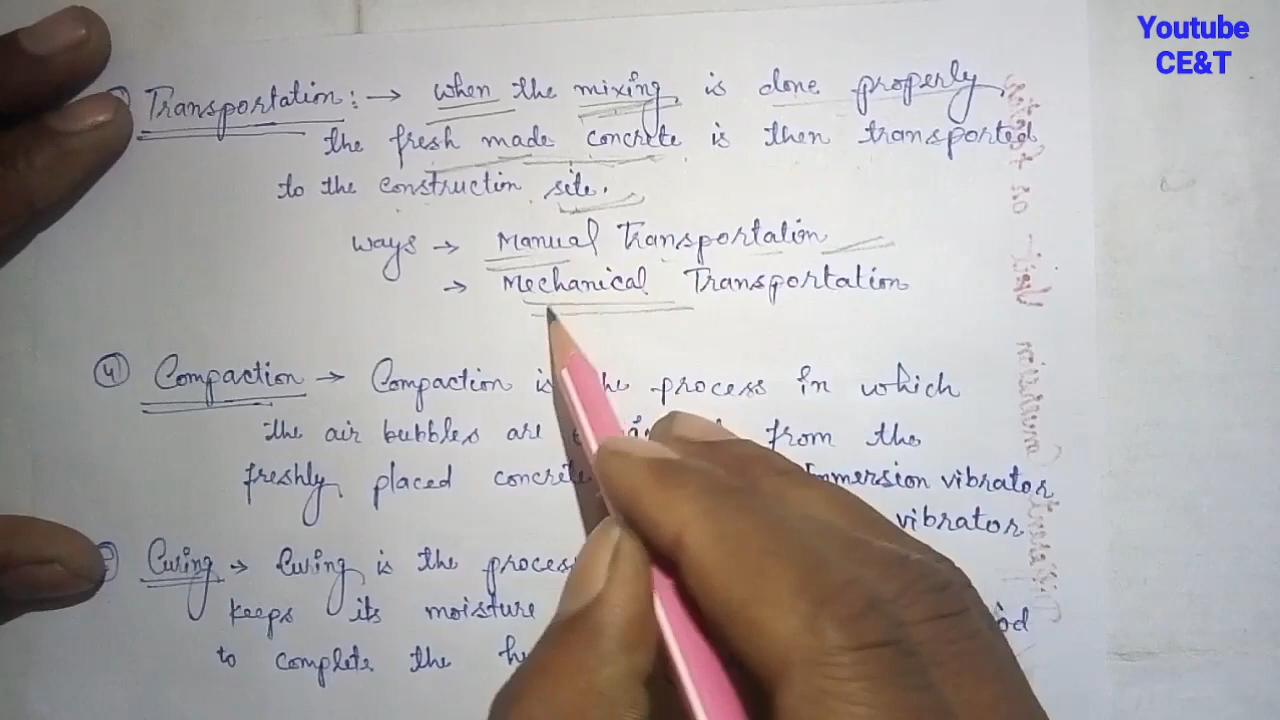 Youtube
CE&T
Transportation: → when the mixing is done properly
the fresh made concrete is then transported
to the construction site.
ways → Manual Transportation
→ Mechanical Transportation
4 Compaction → Compaction is the process in which
the air bubbles are from the
freshly placed concrete Immersion vibrator
vibrator
Curing → Curing is the process
keeps its moisture
to complete the